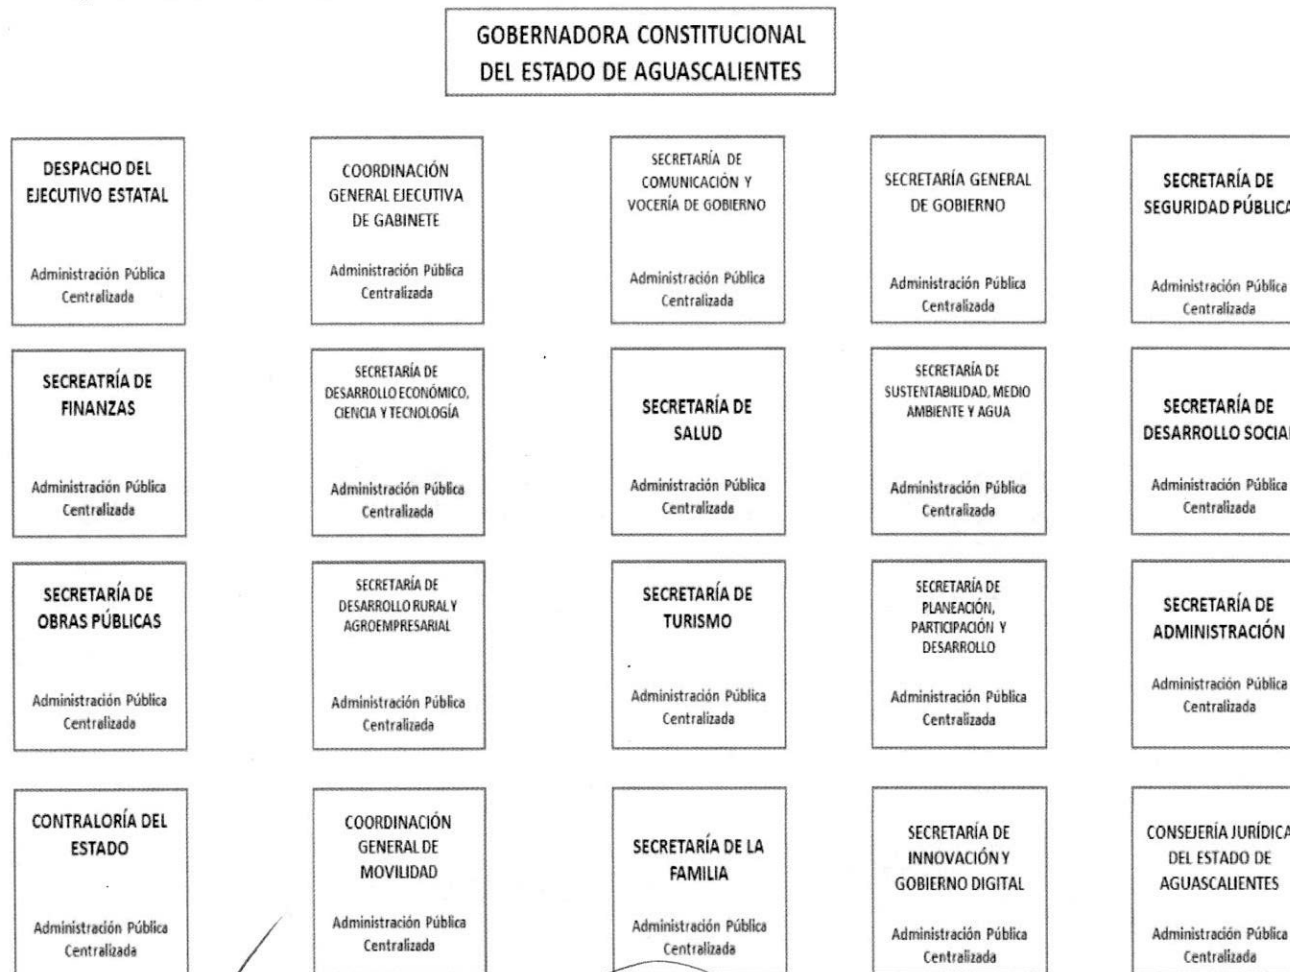 GOBERNADORA CONSTITUCIONAL
DEL ESTADO DE AGUASCALIENTES
DESPACHO DEL
EJECUTIVO ESTATAL
Administración Pública
Centralizada
COORDINACIÓN
GENERAL EJECUTIVA
DE GABINETE
Administración Pública
Centralizada
SECRETARÍA DE
COMUNICACIÓN Y
VOCERÍA DE GOBIERNO
Administración Pública
Centralizada
SECRETARÍA GENERAL
DE GOBIERNO
Administración Pública
Centralizada
SECRETARÍA DE
SEGURIDAD PÚBLICA
Administración Pública
Centralizada
SECREATRÍA DE
FINANZAS
Administración Pública
Centralizada
SECRETARÍA DE
DESARROLLO ECONÓMICO,
CIENCIA Y TECNOLOGÍA
Administración Pública
Centralizada
SECRETARÍA DE
SALUD
Administración Pública
Centralizada
SECRETARÍA DE
SUSTENTABILIDAD, MEDIO
AMBIENTE Y AGUA
Administración Pública
Centralizada
SECRETARÍA DE
DESARROLLO SOCIAL
Administración Pública
Centralizada
SECRETARÍA DE
OBRAS PÚBLICAS
Administración Pública
Centralizada
SECRETARÍA DE
DESARROLLO RURAL Y
AGROEMPRESARIAL
Administración Pública
Centralizada
SECRETARÍA DE
TURISMO
Administración Pública
Centralizada
SECRETARÍA DE
PLANEACIÓN,
PARTICIPACIÓN Y
DESARROLLO
Administración Pública
Centralizada
SECRETARÍA DE
ADMINISTRACIÓN
Administración Pública
Centralizada
CONTRALORÍA DEL
ESTADO
Administración Pública
Centralizada
COORDINACIÓN
GENERAL DE
MOVILIDAD
Administración Pública
Centralizada
SECRETARÍA DE LA
FAMILIA
Administración Pública
Centralizada
SECRETARÍA DE
INNOVACIÓN Y
GOBIERNO DIGITAL
Administración Pública
Centralizada
CONSEJERÍA JURÍDICA
DEL ESTADO DE
AGUASCALIENTES
Administración Pública
Centralizada